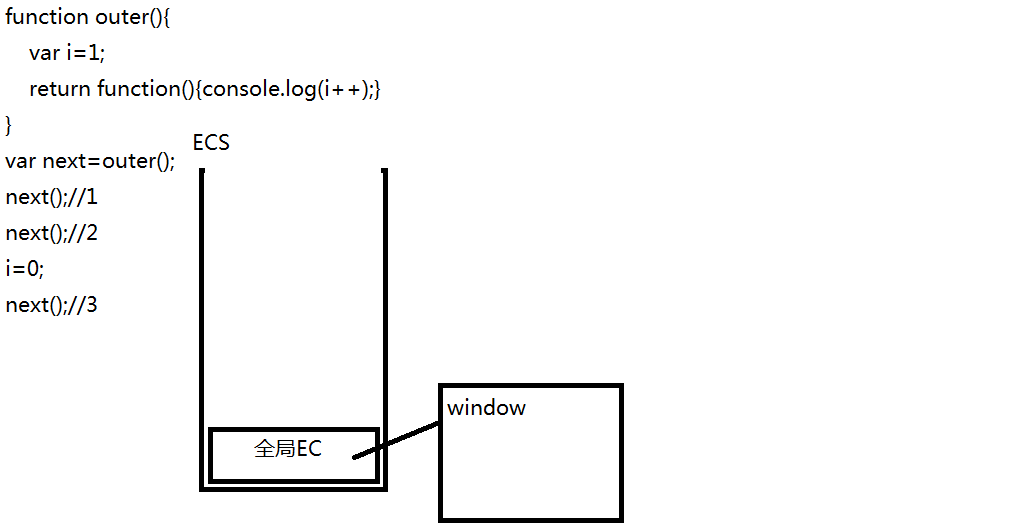 function outer(){
var i=1;
return function(){console.log(i++);}
}
ECS
var next=outer();
next();//1
next();//2
i=0;
next();//3
window
全局EC